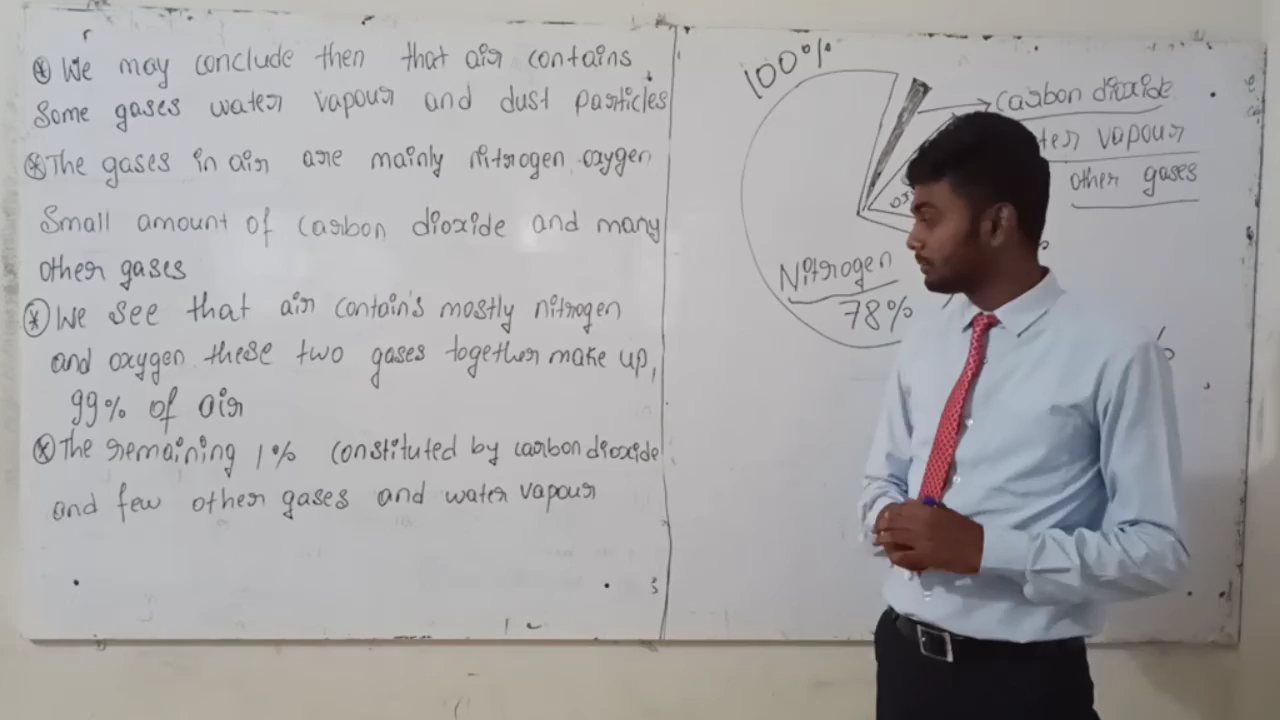 We may conclude then that air contains
Some gases water vapour and dust particles
The gases in air are mainly nitrogen, oxygen
Small amount of carbon dioxide and many
other gases
We see that air contain's mostly nitrogen
and oxygen these two gases together make up,
99% of air
The remaining 1% constituted by carbon dioxide
and few other gases and water vapour
100%
carbon dioxide
vapour
other gases
Nitrogen
78%